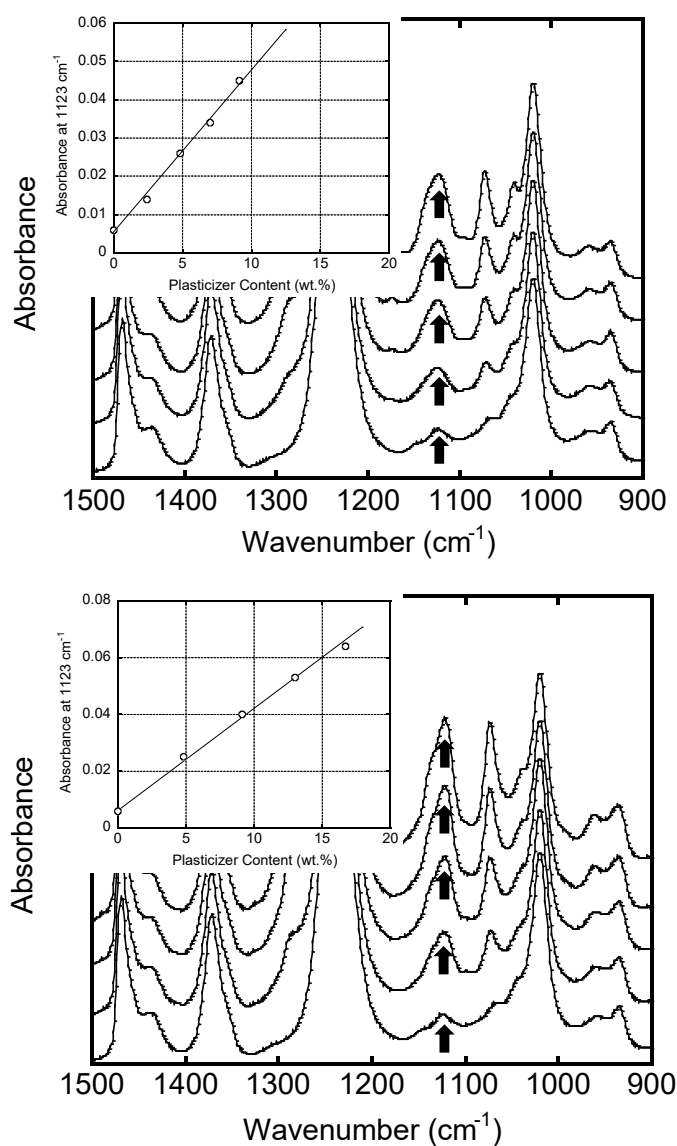 0.06
0.05
0.04
0.03
0.02
0.01
0
Absorbance at 1123 cm-1
0 5 10 15 20
Plasticizer Content (wt.%)
Absorbance
1500 1400 1300 1200 1100 1000 900
Wavenumber (cm-1)
0.08
0.06
0.04
0.02
0
Absorbance at 1123 cm-1
0 5 10 15 20
Plasticizer Content (wt.%)
Absorbance
1500 1400 1300 1200 1100 1000 900
Wavenumber (cm-1)